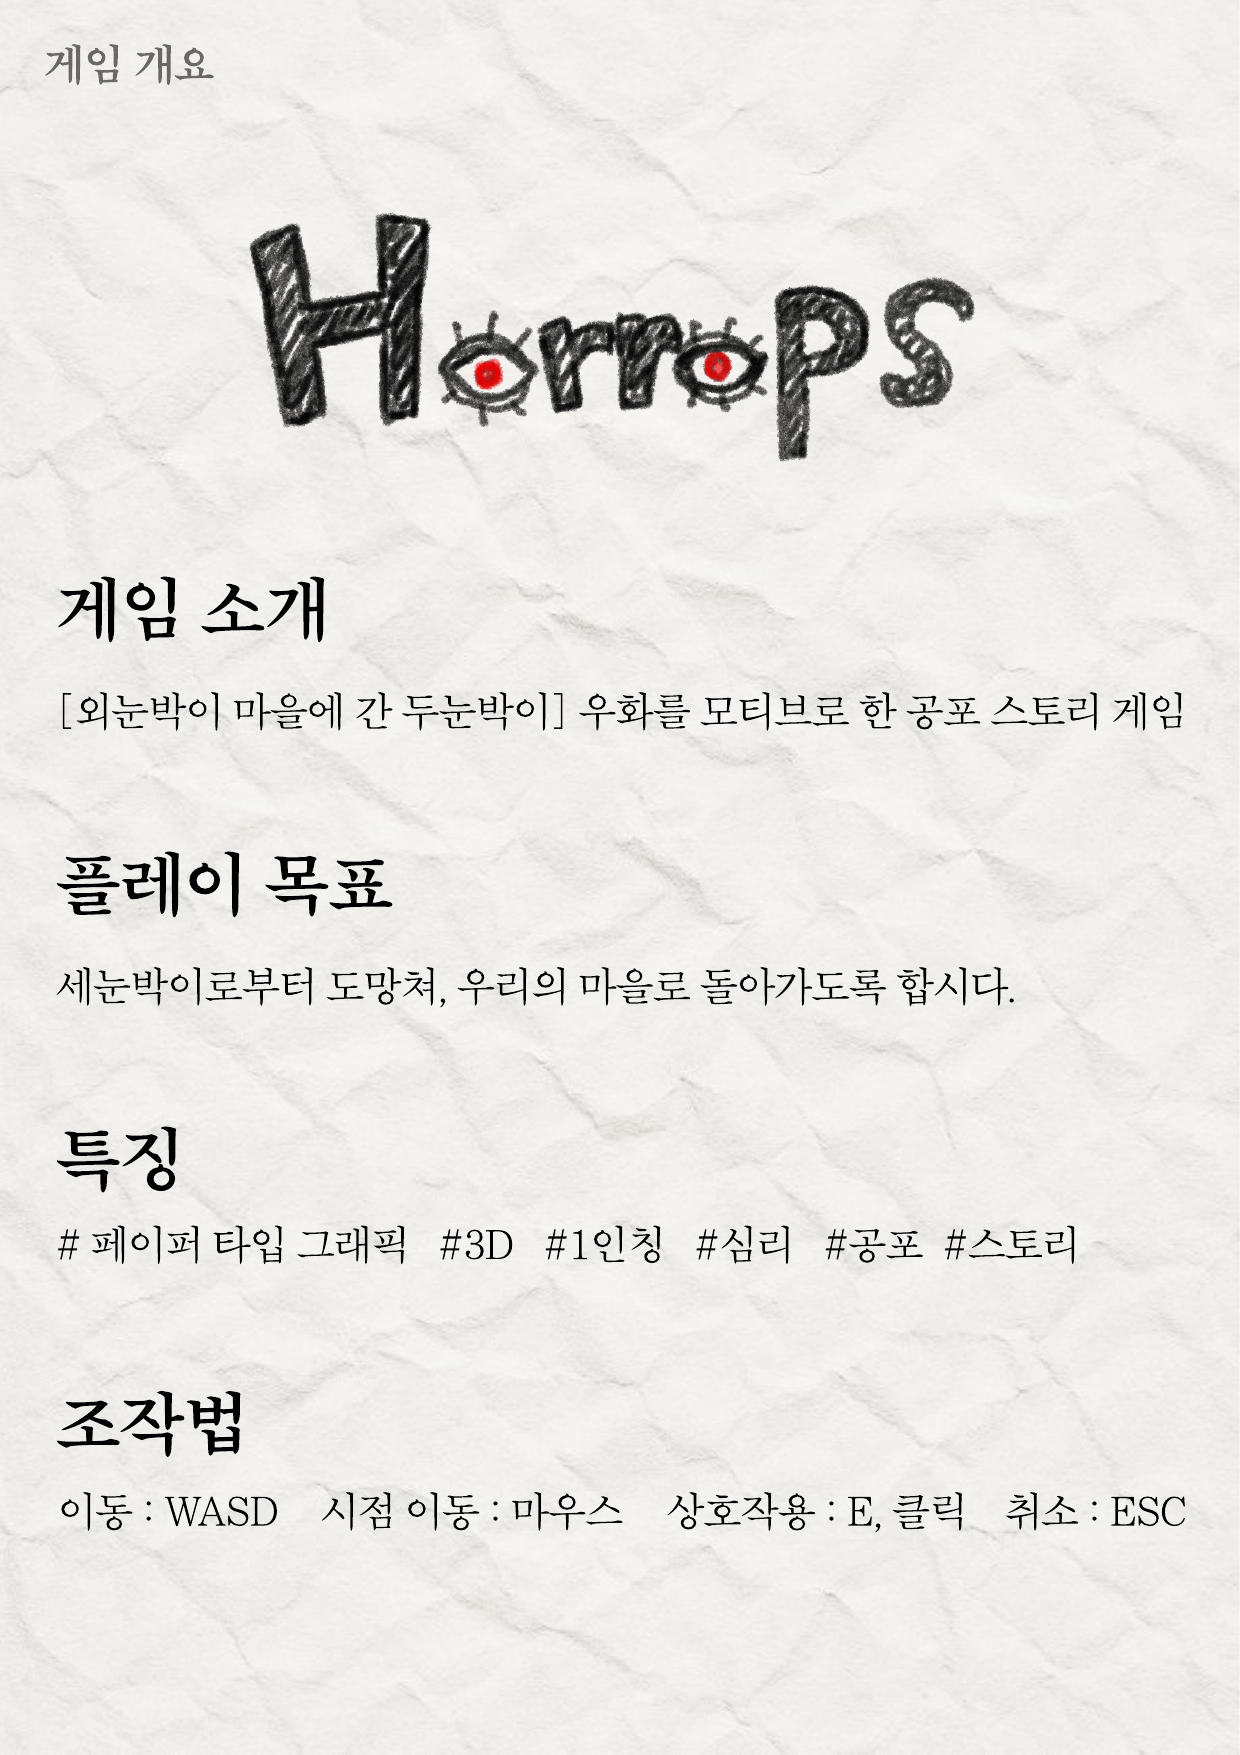 게임 개요
Horrops
게임 소개
[외눈박이 마을에 간 두눈박이] 우화를 모티브로 한 공포 스토리 게임
플레이 목표
세눈박이로부터 도망쳐, 우리의 마을로 돌아가도록 합시다.
특징
# 페이퍼 타입 그래픽 #3D #1인칭 #심리 #공포 #스토리
조작법
이동 : WASD 시점 이동 : 마우스 상호작용 : E, 클릭 취소 : ESC